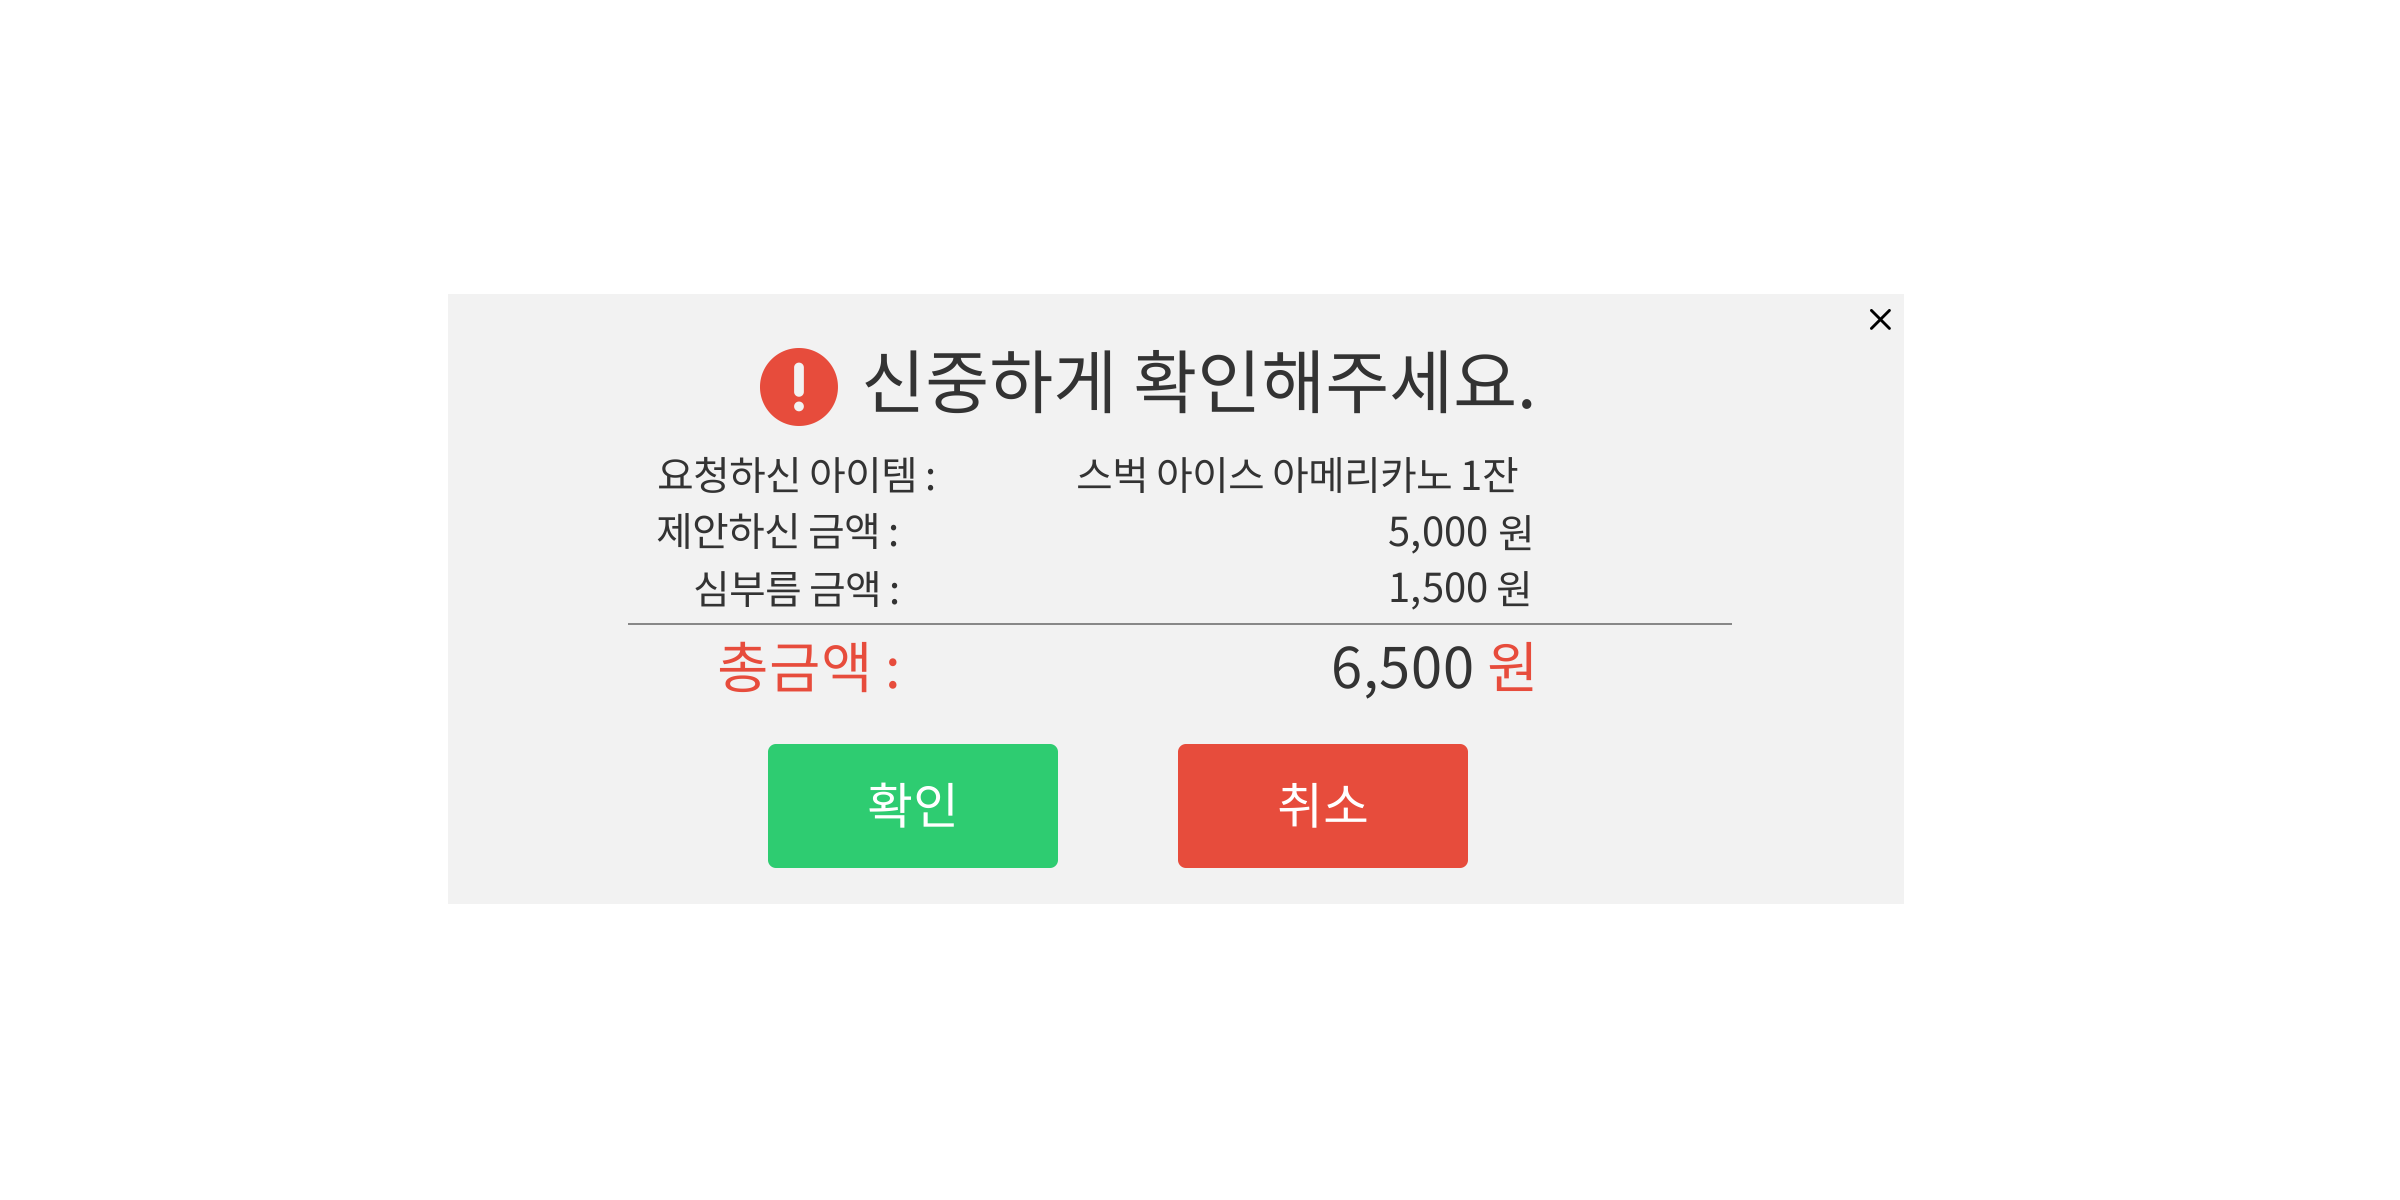 신중하게 확인해주세요.
요청하신 아이템 : 스벅 아이스 아메리카노 1잔
제안하신 금액 : 5,000 원
심부름 금액 : 1,500 원
총금액 : 6,500 원
확인 취소